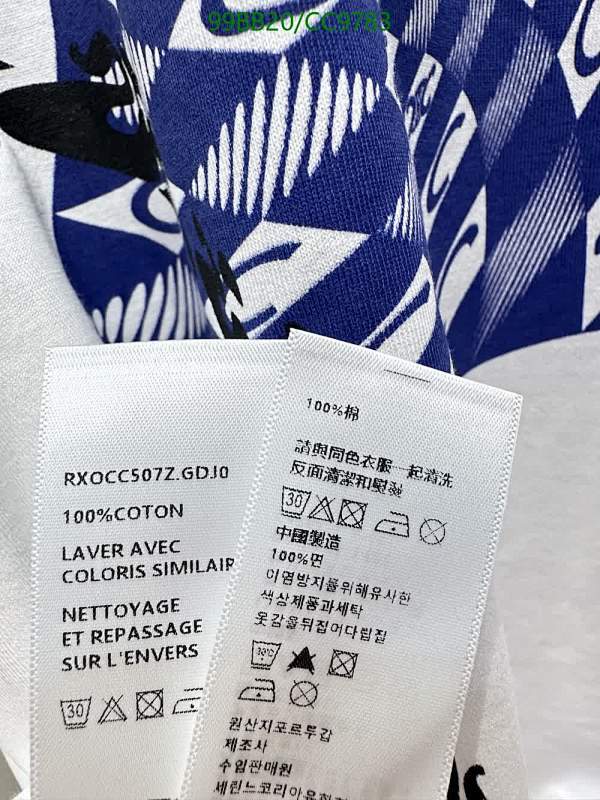 99BB20/CC9783
RXOCC507Z.GDJ0
100%COTON
LAVER AVEC
COLORIS SIMILAIR
NETTOYAGE
ET REPASSAGE
SUR L'ENVERS
30
100%棉
請與同色衣服一起清洗
反面清潔和熨燙
30
中國製造
100%면
이염방지를위해유사한
색상제품과세탁
옷감을뒤집어다림질
30°C
원산지포르투갈
제조사
수입판매원
세린느코리아유한